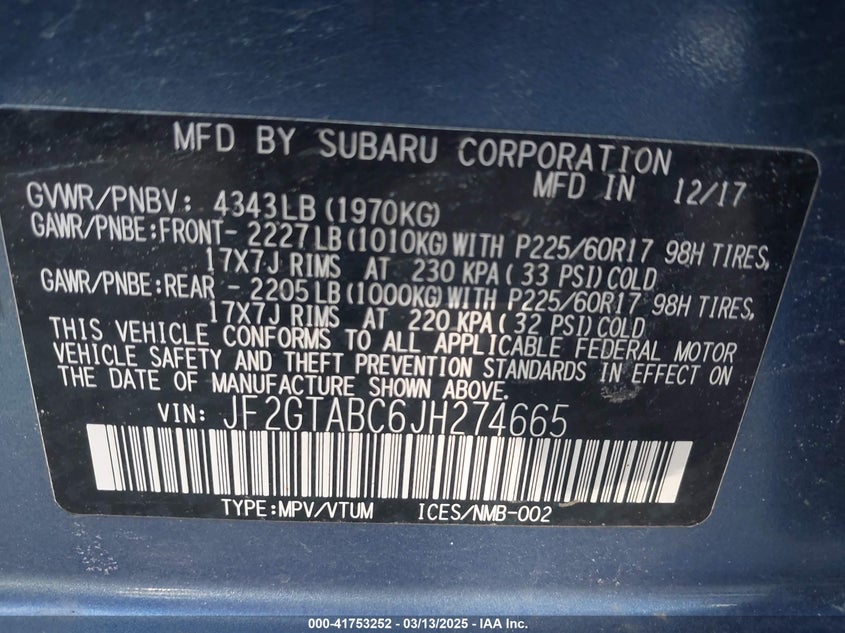 MFD BY SUBARU CORPORATION
MFD IN 12/17
GVWR/PNBV: 4343LB (1970KG)
GAWR/PNBE:FRONT- 2227LB (1010KG) WITH P225/60R17 98H TIRES,
17X7J RIMS AT 230 KPA ( 33 PSI) COLD
GAWR/PNBE:REAR - 2205LB (1000KG) WITH P225/60R17 98H TIRES,
17X7J RIMS AT 220 KPA ( 32 PSI) COLD
THIS VEHICLE CONFORMS TO ALL APPLICABLE FEDERAL MOTOR
VEHICLE SAFETY AND THEFT PREVENTION STANDARDS IN EFFECT ON
THE DATE OF MANUFACTURE SHOWN ABOVE.
VIN: JF2GTABC6JH274665
TYPE:MPV/VTUM ICES/NMB-002
000-41753252 - 03/13/2025 - IAA Inc.